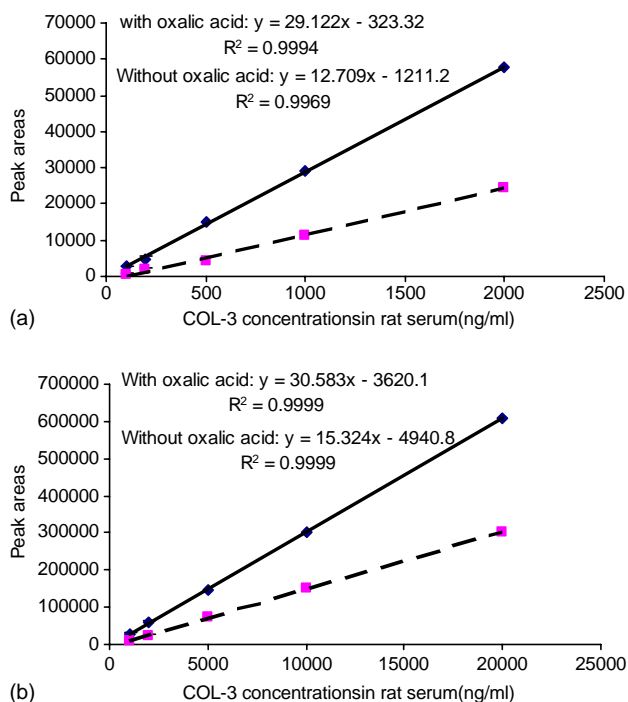 with oxalic acid: y = 29.122x - 323.32
R² = 0.9994
Without oxalic acid: y = 12.709x - 1211.2
R² = 0.9969
70000
60000
50000
40000
30000
20000
10000
0
Peak areas
0 500 1000 1500 2000 2500
(a) COL-3 concentrationsin rat serum(ng/ml)
With oxalic acid: y = 30.583x - 3620.1
R² = 0.9999
Without oxalic acid: y = 15.324x - 4940.8
R² = 0.9999
700000
600000
500000
400000
300000
200000
100000
0
Peak areas
0 5000 10000 15000 20000 25000
(b) COL-3 concentrationsin rat serum(ng/ml)